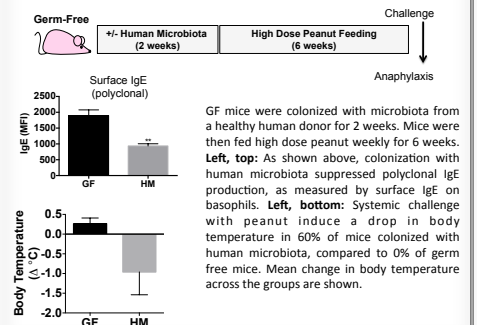 Challenge
Germ-Free
+/- Human Microbiota
(2 weeks)
High Dose Peanut Feeding
(6 weeks)
Anaphylaxis
Surface IgE
(polyclonal)
IgE (MFI)
2500
2000
1500
1000
500
0
**
GF
HM
GF mice were colonized with microbiota from
a healthy human donor for 2 weeks. Mice were
then fed high dose peanut weekly for 6 weeks.
Left, top: As shown above, colonization with
human microbiota suppressed polyclonal IgE
production, as measured by surface IgE on
basophils. Left, bottom: Systemic challenge
with peanut induce a drop in body
temperature in 60% of mice colonized with
human microbiota, compared to 0% of germ
free mice. Mean change in body temperature
across the groups are shown.
Body Temperature
(Δ °C)
0.5
0.0
-0.5
-1.0
-1.5
-2.0
GF
HM